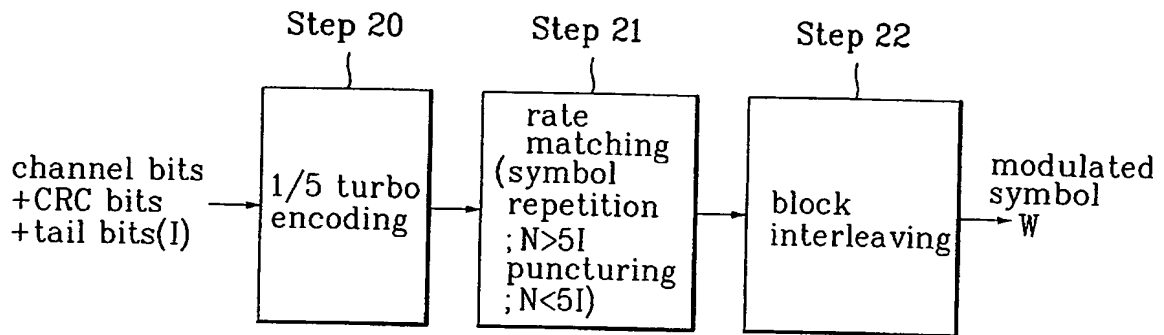 Step 20
Step 21
Step 22
channel bits
+CRC bits
+tail bits(I)
1/5 turbo
encoding
rate
matching
(symbol
repetition
;N>5I
puncturing
;N<5I)
block
interleaving
modulated
symbol
W